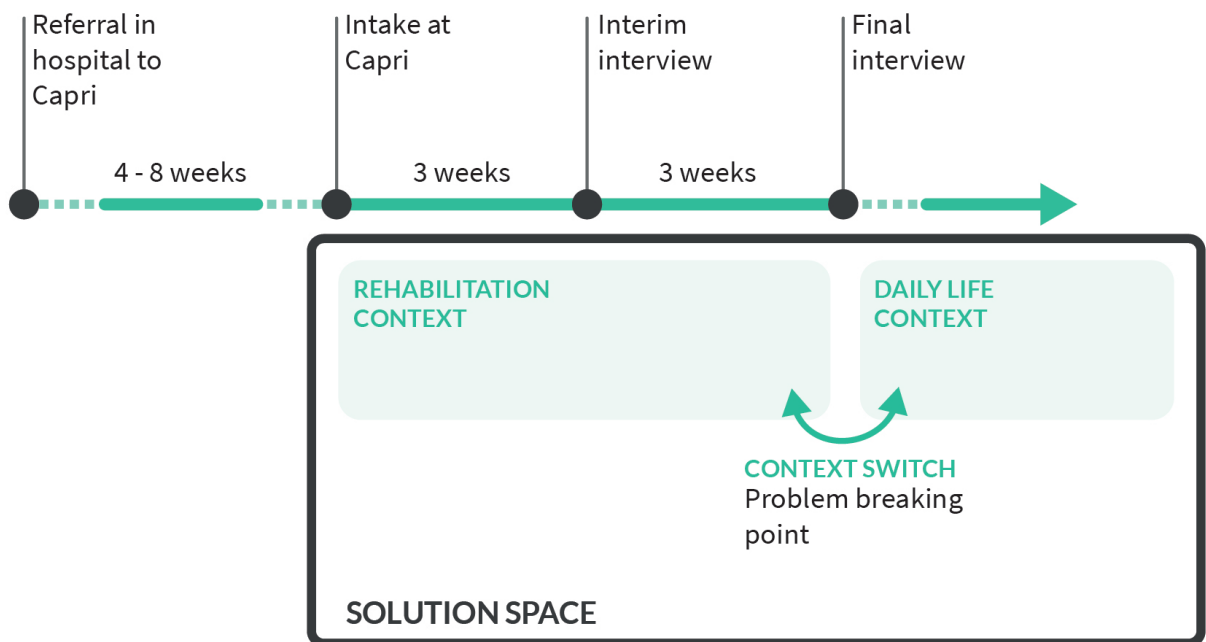 Referral in
hospital to
Capri
Intake at
Capri
Interim
interview
Final
interview
4 - 8 weeks
3 weeks
3 weeks
REHABILITATION
CONTEXT
DAILY LIFE
CONTEXT
CONTEXT SWITCH
Problem breaking
point
SOLUTION SPACE